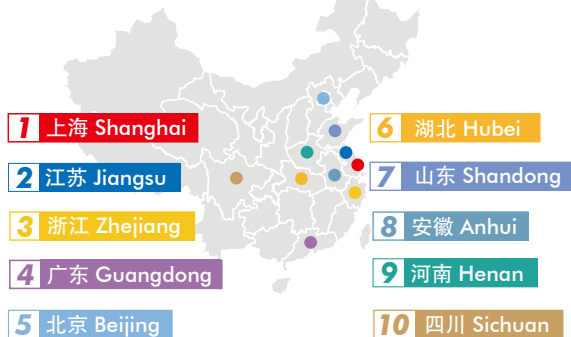 1 上海 Shanghai
2 江苏 Jiangsu
3 浙江 Zhejiang
4 广东 Guangdong
5 北京 Beijing
6 湖北 Hubei
7 山东 Shandong
8 安徽 Anhui
9 河南 Henan
10 四川 Sichuan